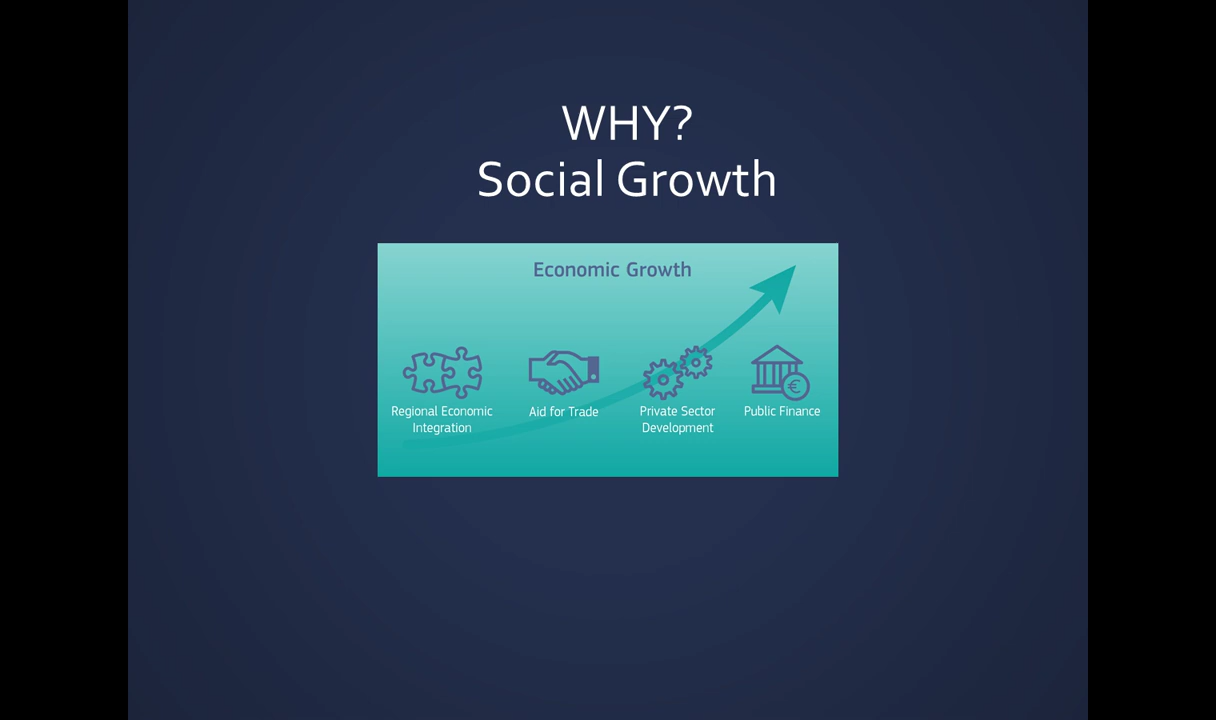 WHY?
Social Growth
Economic Growth
Regional Economic
Integration
Aid for Trade
Private Sector
Development
Public Finance
€